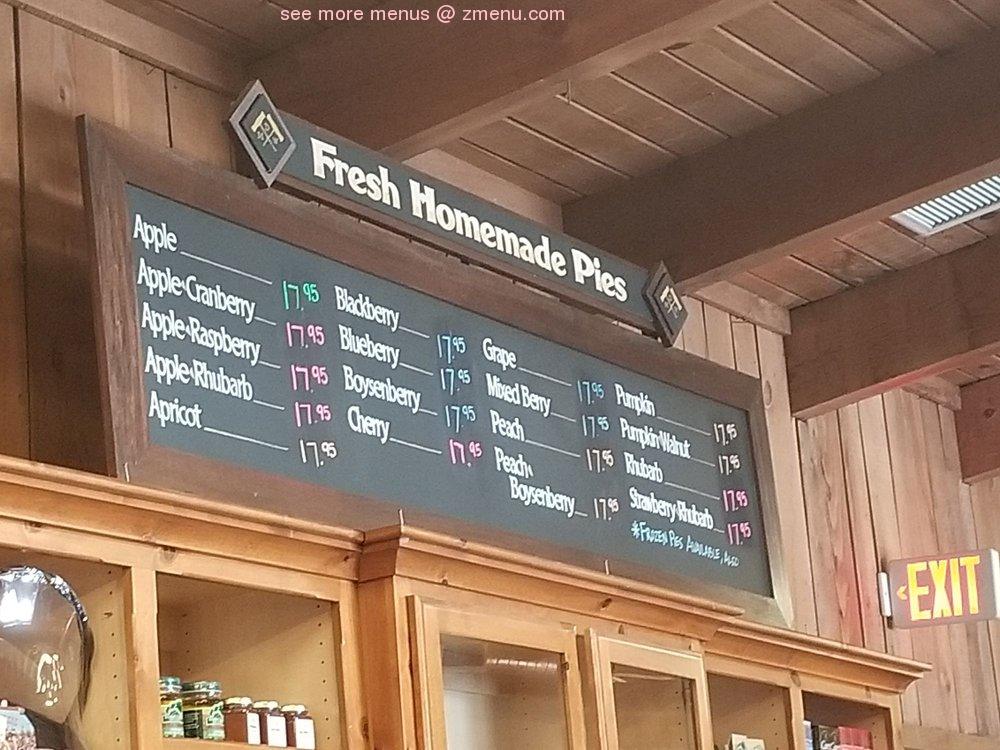 see more menus @ zmenu.com
Fresh Homemade Pies
Apple 17.95
Apple·Cranberry 17.95
Apple·Raspberry 17.95
Apple·Rhubarb 17.95
Apricot 17.95
Blackberry 17.95
Blueberry 17.95
Boysenberry 17.95
Cherry 17.95
Grape 17.95
Mixed Berry 17.95
Peach 17.95
Peach·
Boysenberry 17.95
Pumpkin 17.95
Pumpkin·Walnut 17.95
Rhubarb 17.95
Strawberry·Rhubarb 17.95
*FROZEN PIES AVAILABLE, ALSO
EXIT